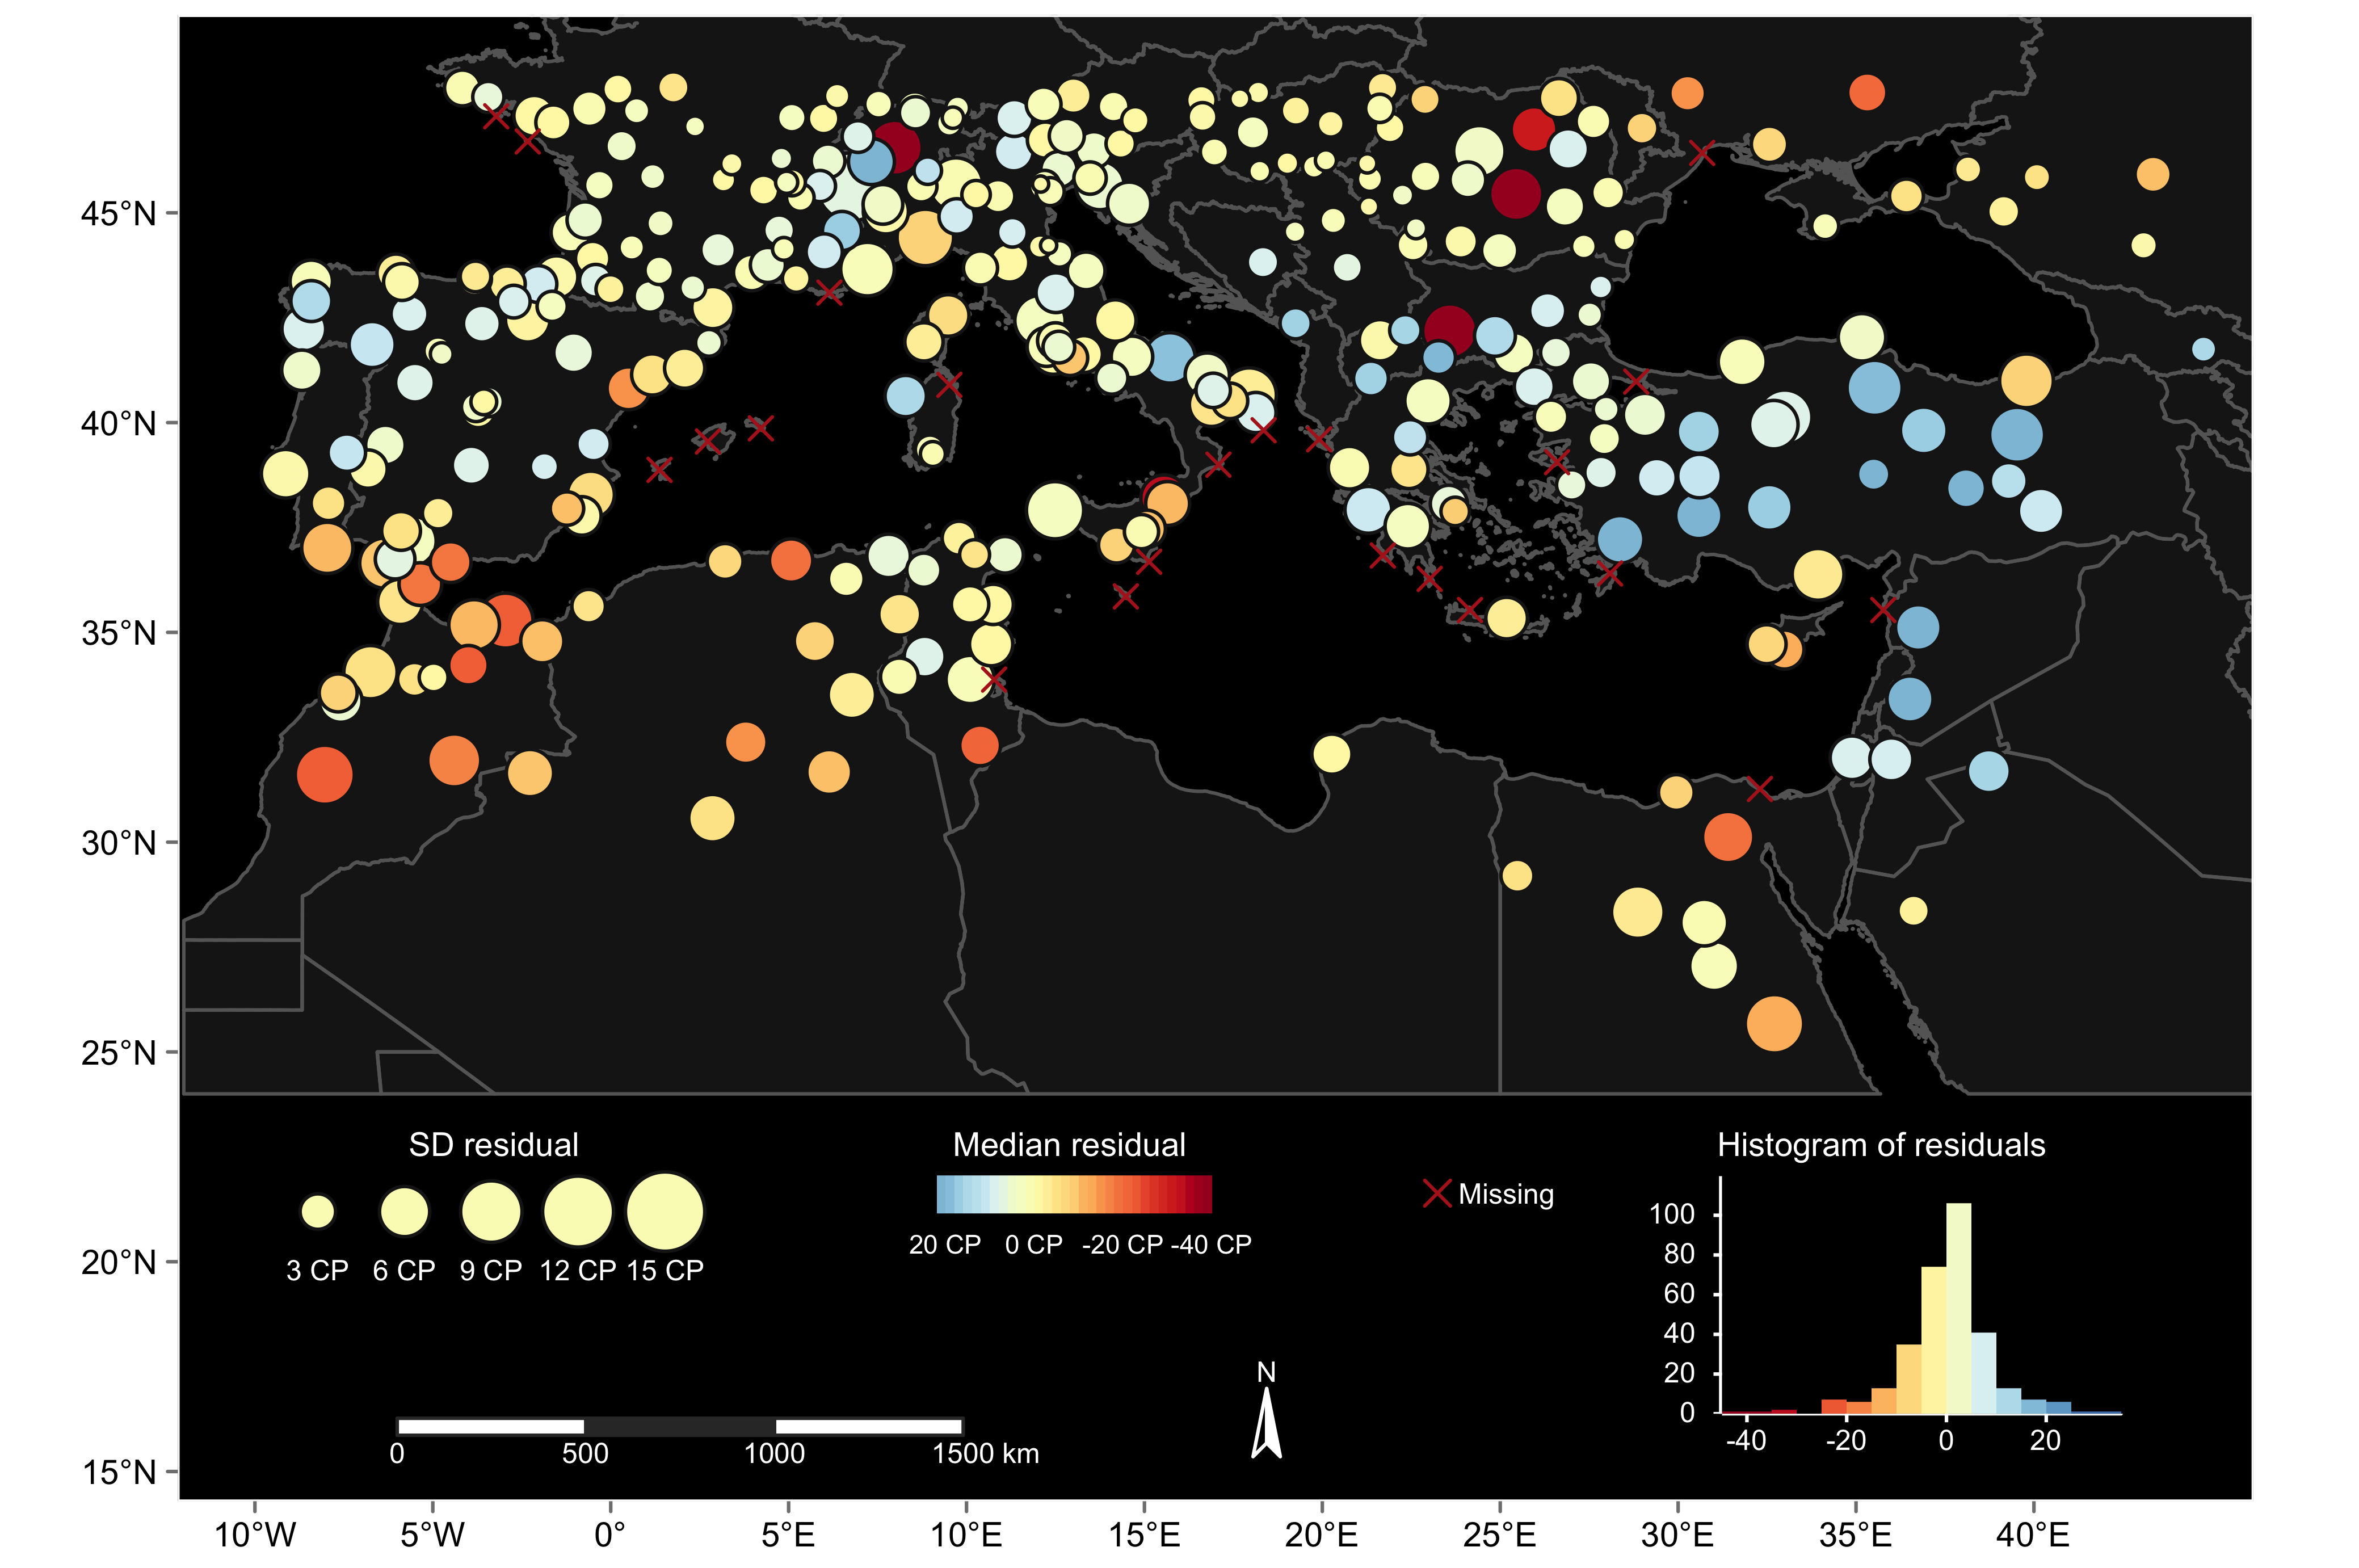 45°N
40°N
35°N
30°N
25°N
20°N
15°N
SD residual
3 CP 6 CP 9 CP 12 CP 15 CP
Median residual
20 CP 0 CP -20 CP -40 CP
Missing
Histogram of residuals
100
80
60
40
20
0
-40 -20 0 20
N
0 500 1000 1500 km
10°W 5°W 0° 5°E 10°E 15°E 20°E 25°E 30°E 35°E 40°E